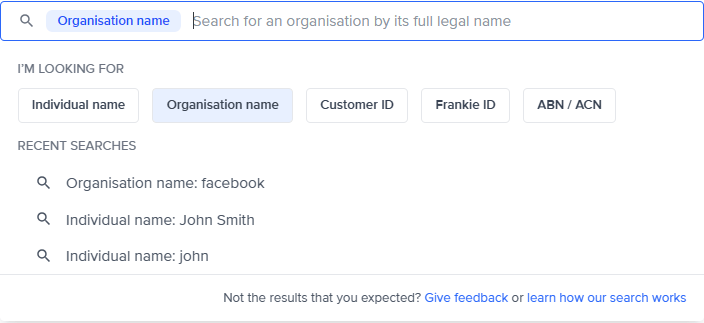 Organisation name Search for an organisation by its full legal name
I'M LOOKING FOR
Individual name Organisation name Customer ID Frankie ID ABN / ACN
RECENT SEARCHES
Organisation name: facebook
Individual name: John Smith
Individual name: john
Not the results that you expected? Give feedback or learn how our search works